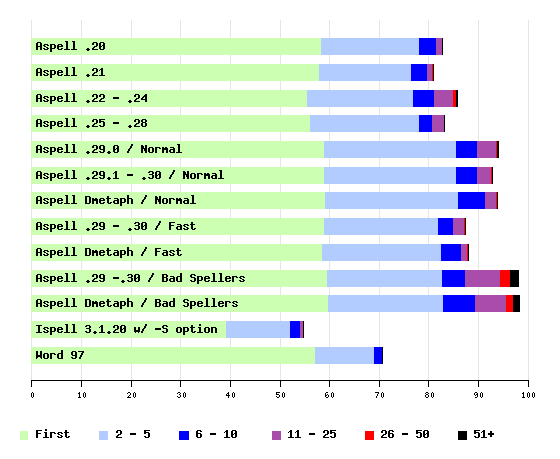 Aspell .20
Aspell .21
Aspell .22 - .24
Aspell .25 - .28
Aspell .29.0 / Normal
Aspell .29.1 - .30 / Normal
Aspell Dmetaph / Normal
Aspell .29 - .30 / Fast
Aspell Dmetaph / Fast
Aspell .29 -.30 / Bad Spellers
Aspell Dmetaph / Bad Spellers
Ispell 3.1.20 w/ -S option
Word 97
0 10 20 30 40 50 60 70 80 90 100
First 2 - 5 6 - 10 11 - 25 26 - 50 51+